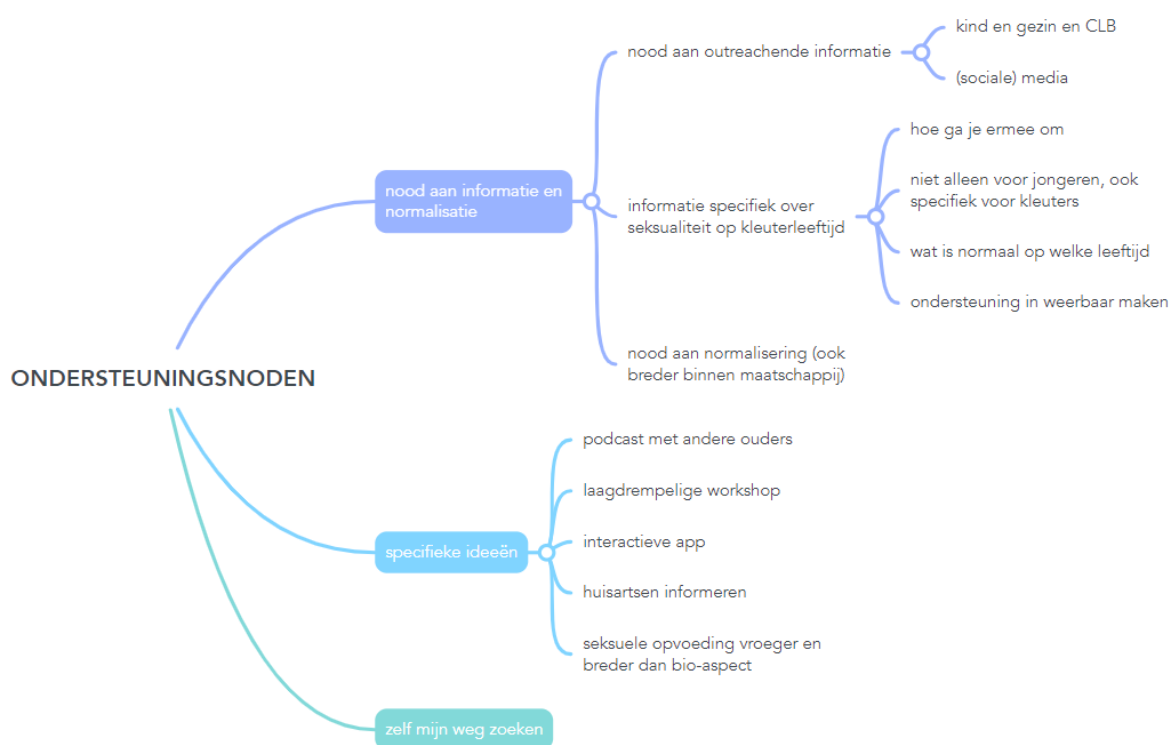 ONDERSTEUNINGSNODEN
nood aan informatie en
normalisatie
nood aan outreachende informatie
kind en gezin en CLB
(sociale) media
informatie specifiek over
seksualiteit op kleuterleeftijd
hoe ga je ermee om
niet alleen voor jongeren, ook
specifiek voor kleuters
wat is normaal op welke leeftijd
ondersteuning in weerbaar maken
nood aan normalisering (ook
breder binnen maatschappij)
specifieke ideeën
podcast met andere ouders
laagdrempelige workshop
interactieve app
huisartsen informeren
seksuele opvoeding vroeger en
breder dan bio-aspect
zelf mijn weg zoeken